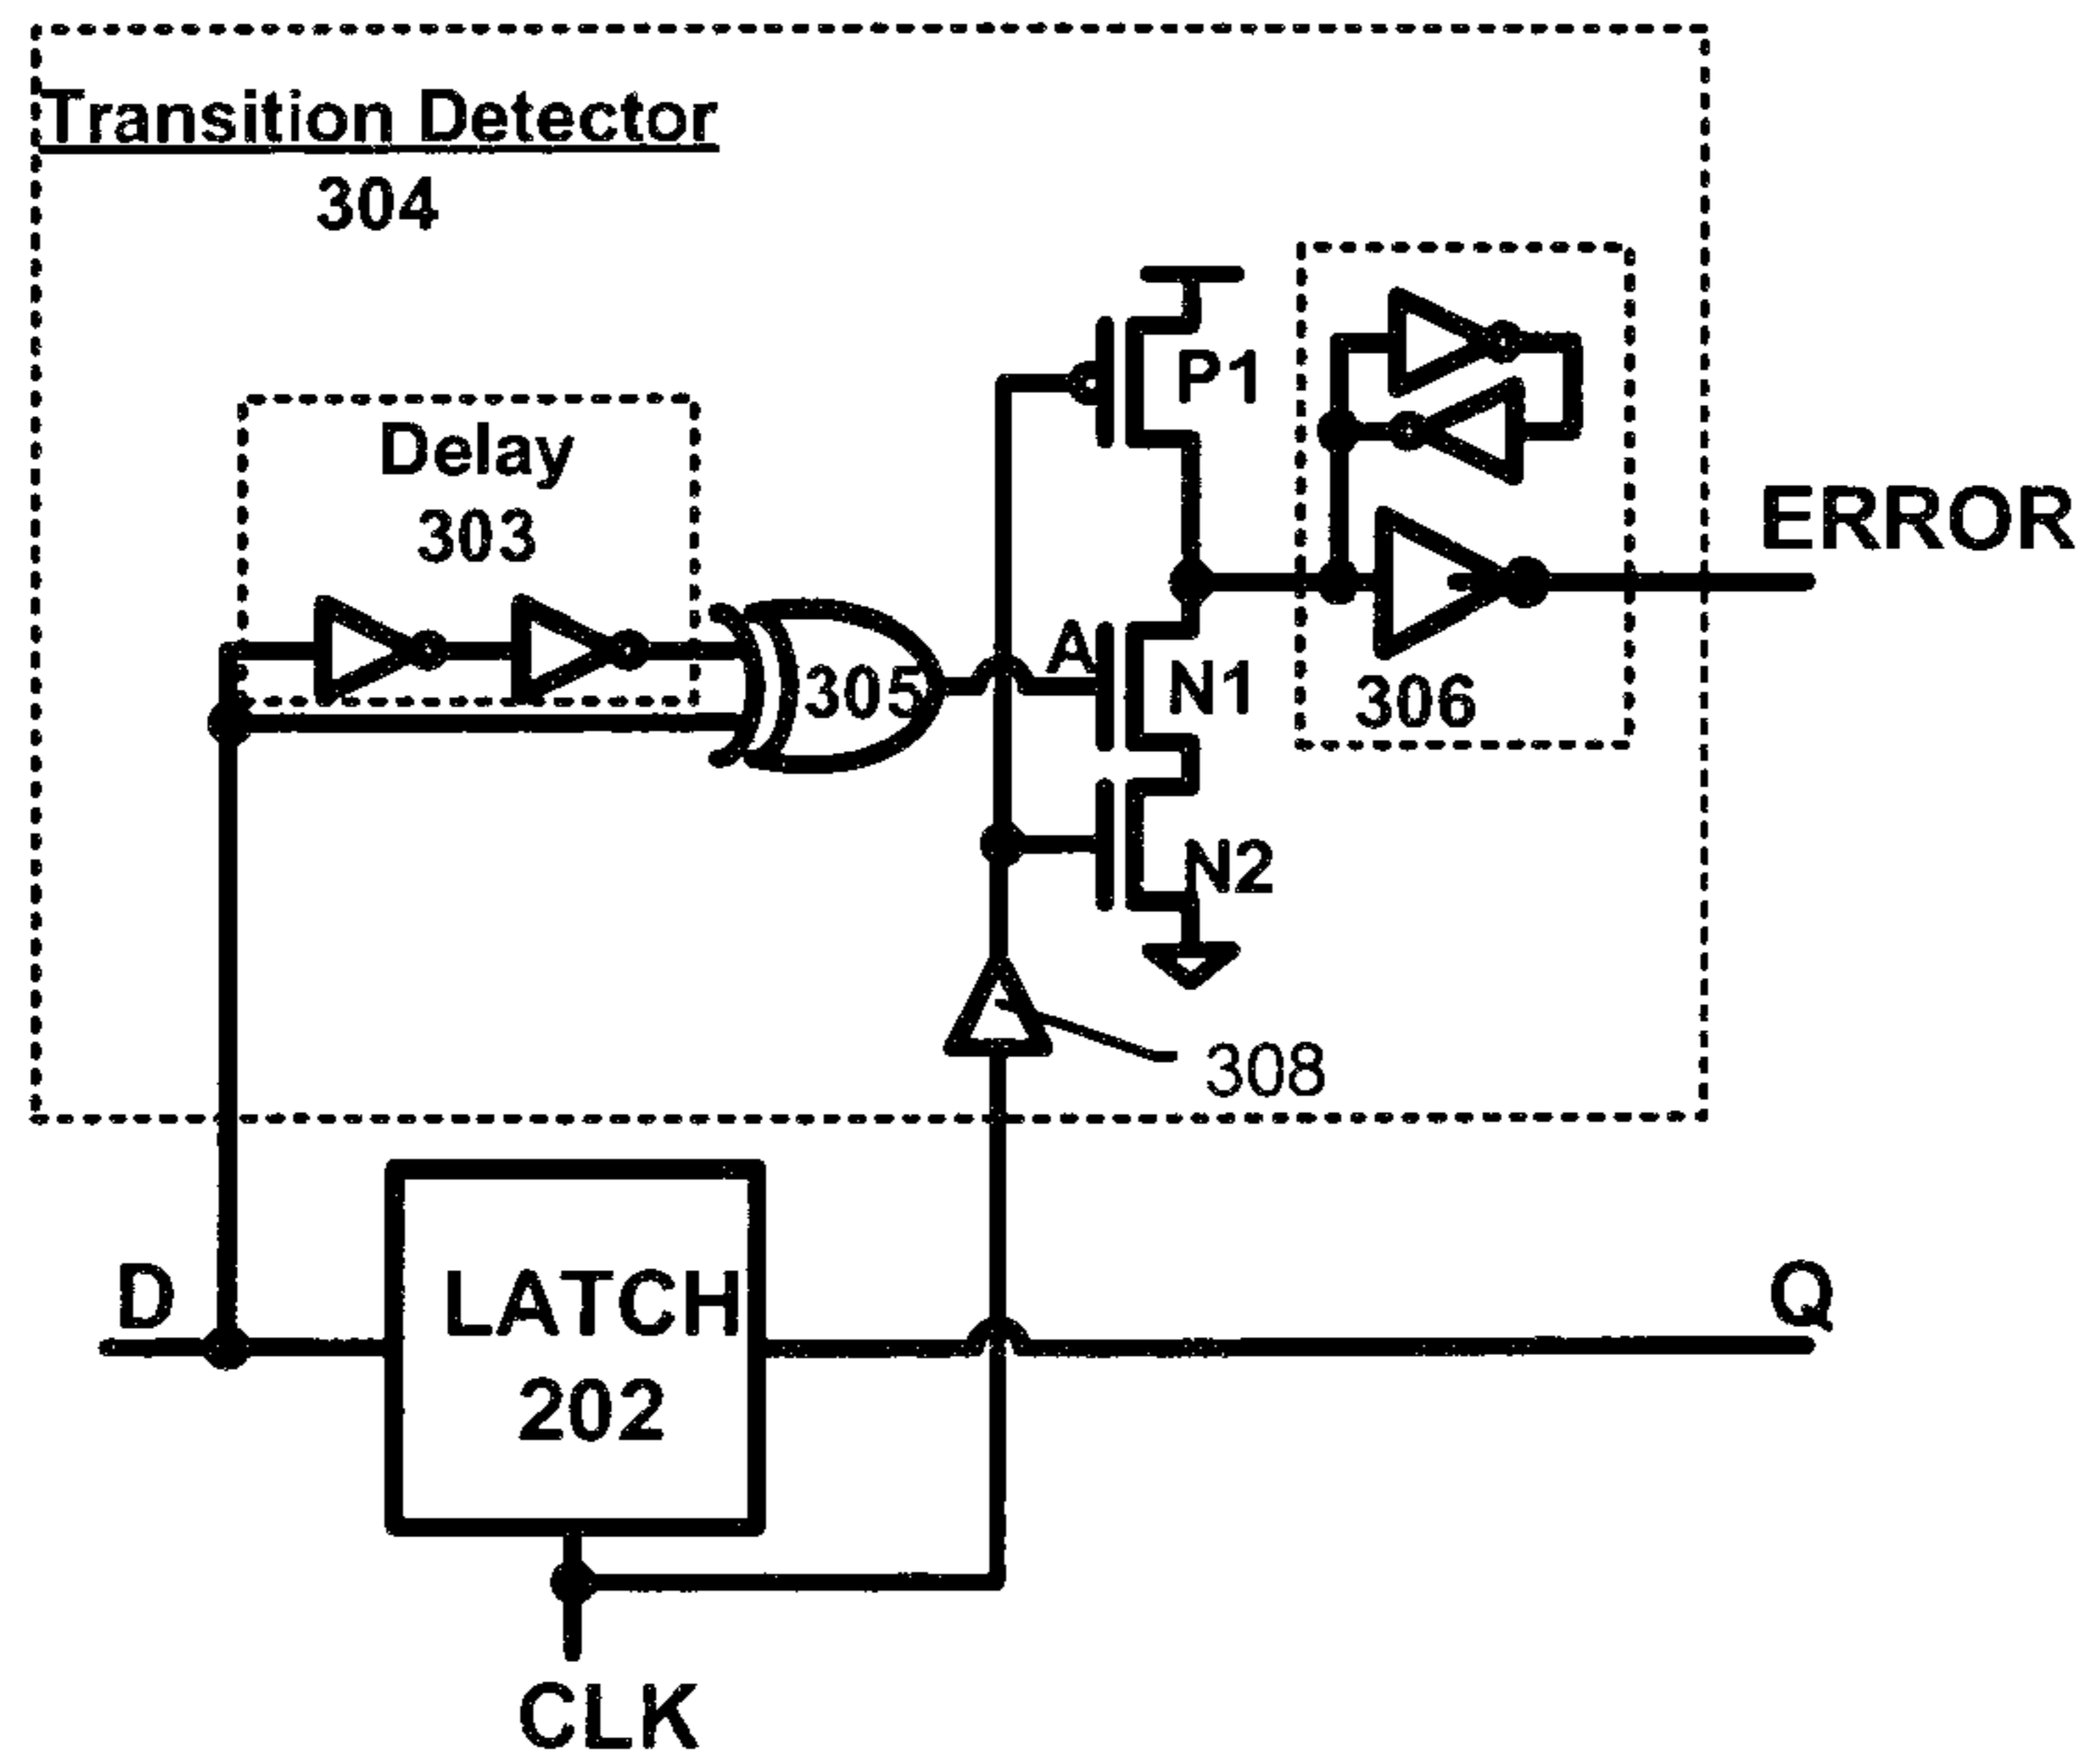 Transition Detector
304
Delay
303
305
A
P1
N1
N2
306
ERROR
308
D
LATCH
202
Q
CLK